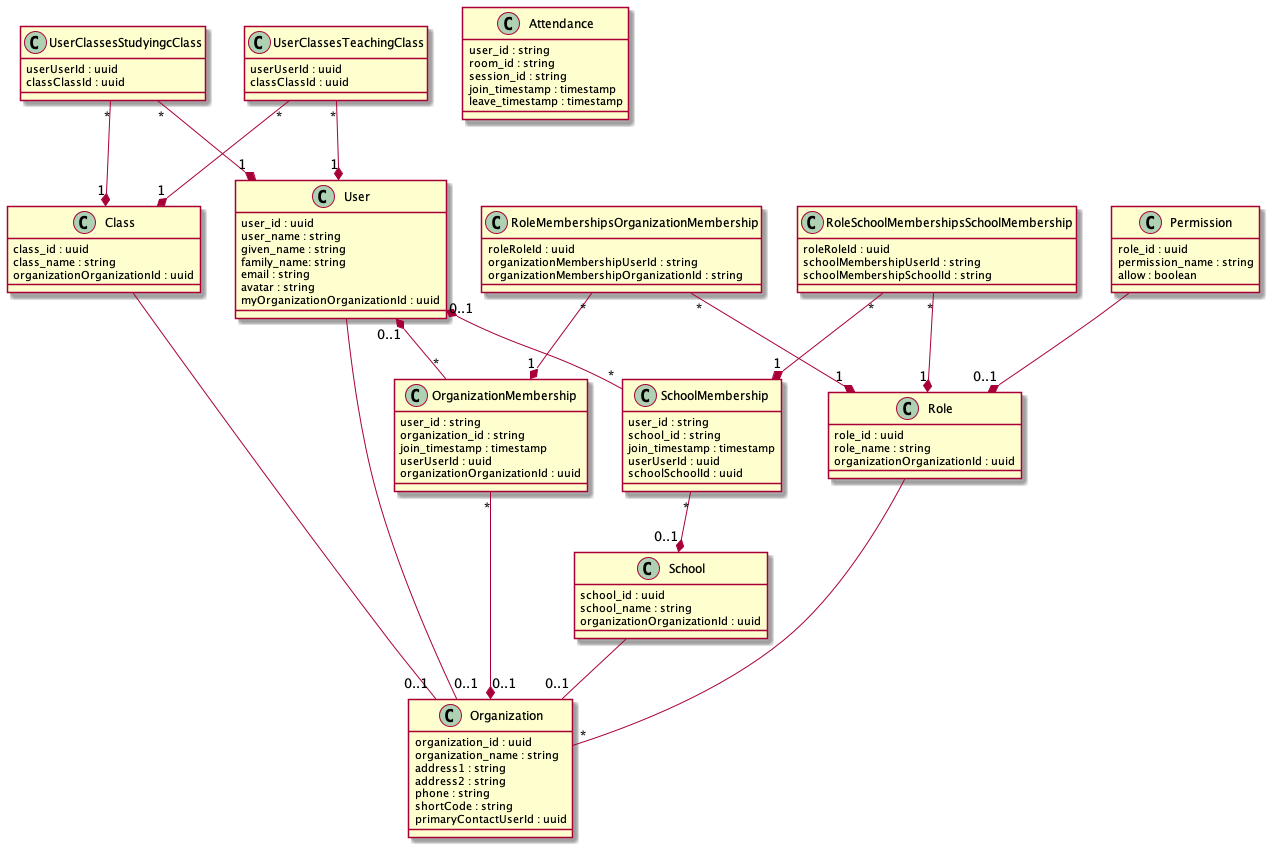 C UserClassesStudyingcClass
userUserId : uuid
classClassId : uuid
C UserClassesTeachingClass
userUserId : uuid
classClassId : uuid
C Attendance
user_id : string
room_id : string
session_id : string
join_timestamp : timestamp
leave_timestamp : timestamp
* * * *
1 1 1 1
C Class
class_id : uuid
class_name : string
organizationOrganizationId : uuid
C User
user_id : uuid
user_name : string
given_name : string
family_name: string
email : string
avatar : string
myOrganizationOrganizationId : uuid
C RoleMembershipsOrganizationMembership
roleRoleId : uuid
organizationMembershipUserId : string
organizationMembershipOrganizationId : string
C RoleSchoolMembershipsSchoolMembership
roleRoleId : uuid
schoolMembershipUserId : string
schoolMembershipSchoolId : string
C Permission
role_id : uuid
permission_name : string
allow : boolean
0..1 0..1 * * * *
* 1 * 1 1 1 0..1
C OrganizationMembership
user_id : string
organization_id : string
join_timestamp : timestamp
userUserId : uuid
organizationOrganizationId : uuid
C SchoolMembership
user_id : string
school_id : string
join_timestamp : timestamp
userUserId : uuid
schoolSchoolId : uuid
C Role
role_id : uuid
role_name : string
organizationOrganizationId : uuid
* *
0..1
C School
school_id : uuid
school_name : string
organizationOrganizationId : uuid
0..1 0..1 0..1 0..1
*
C Organization
organization_id : uuid
organization_name : string
address1 : string
address2 : string
phone : string
shortCode : string
primaryContactUserId : uuid